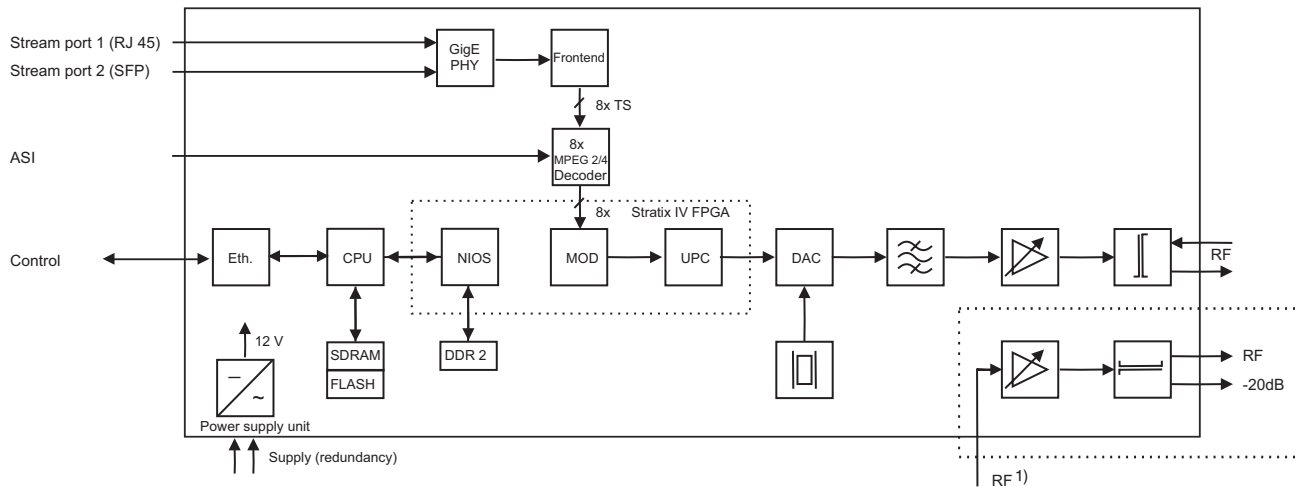 Stream port 1 (RJ 45)
Stream port 2 (SFP)
GigE
PHY
Frontend
8x TS
ASI
8x
MPEG 2/4
Decoder
8x
Stratix IV FPGA
Control
Eth.
CPU
NIOS
MOD
UPC
DAC
RF
12 V
SDRAM
FLASH
DDR 2
RF
-20dB
Power supply unit
Supply (redundancy)
RF 1)